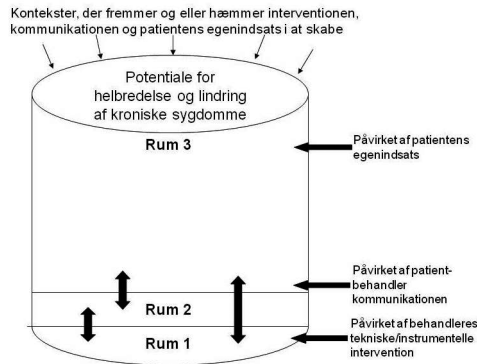 Kontekster, der fremmer og eller hæmmer interventionen,
kommunikationen og patientens egenindsats i at skabe
Potentiale for
helbredelse og lindring
af kroniske sygdomme
Rum 3
Påvirket af patientens
egenindsats
Påvirket af patient-
behandler
kommunikationen
Rum 2
Påvirket af behandleres
tekniske/instrumentelle
intervention
Rum 1